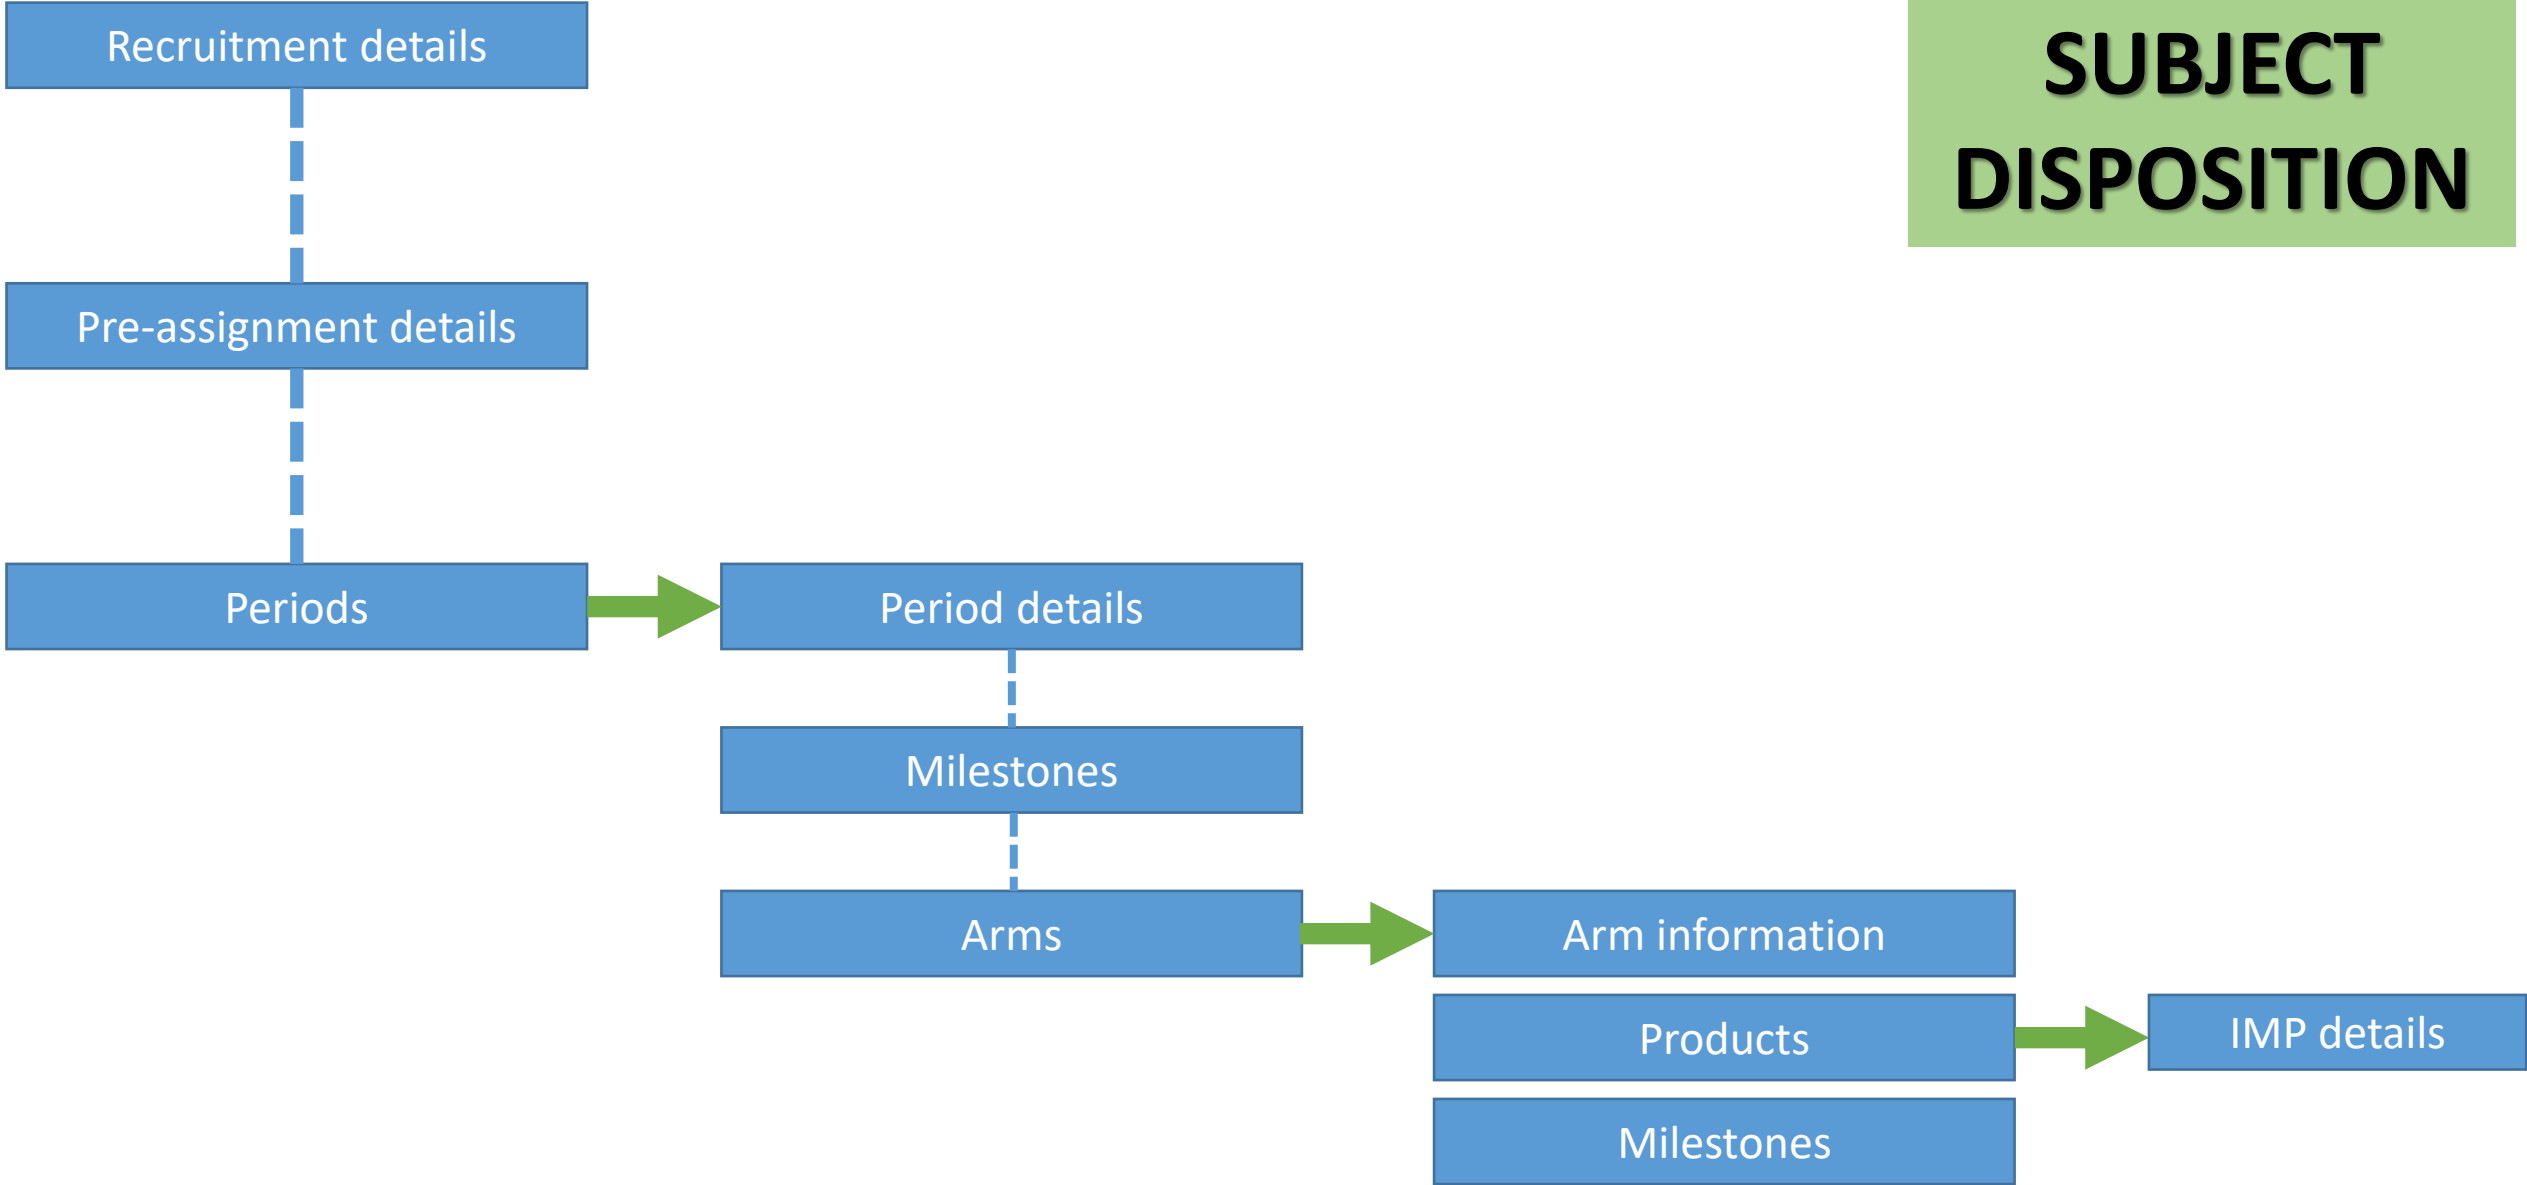 Recruitment details
SUBJECT
DISPOSITION
Pre-assignment details
Periods
Period details
Milestones
Arms
Arm information
Products
IMP details
Milestones